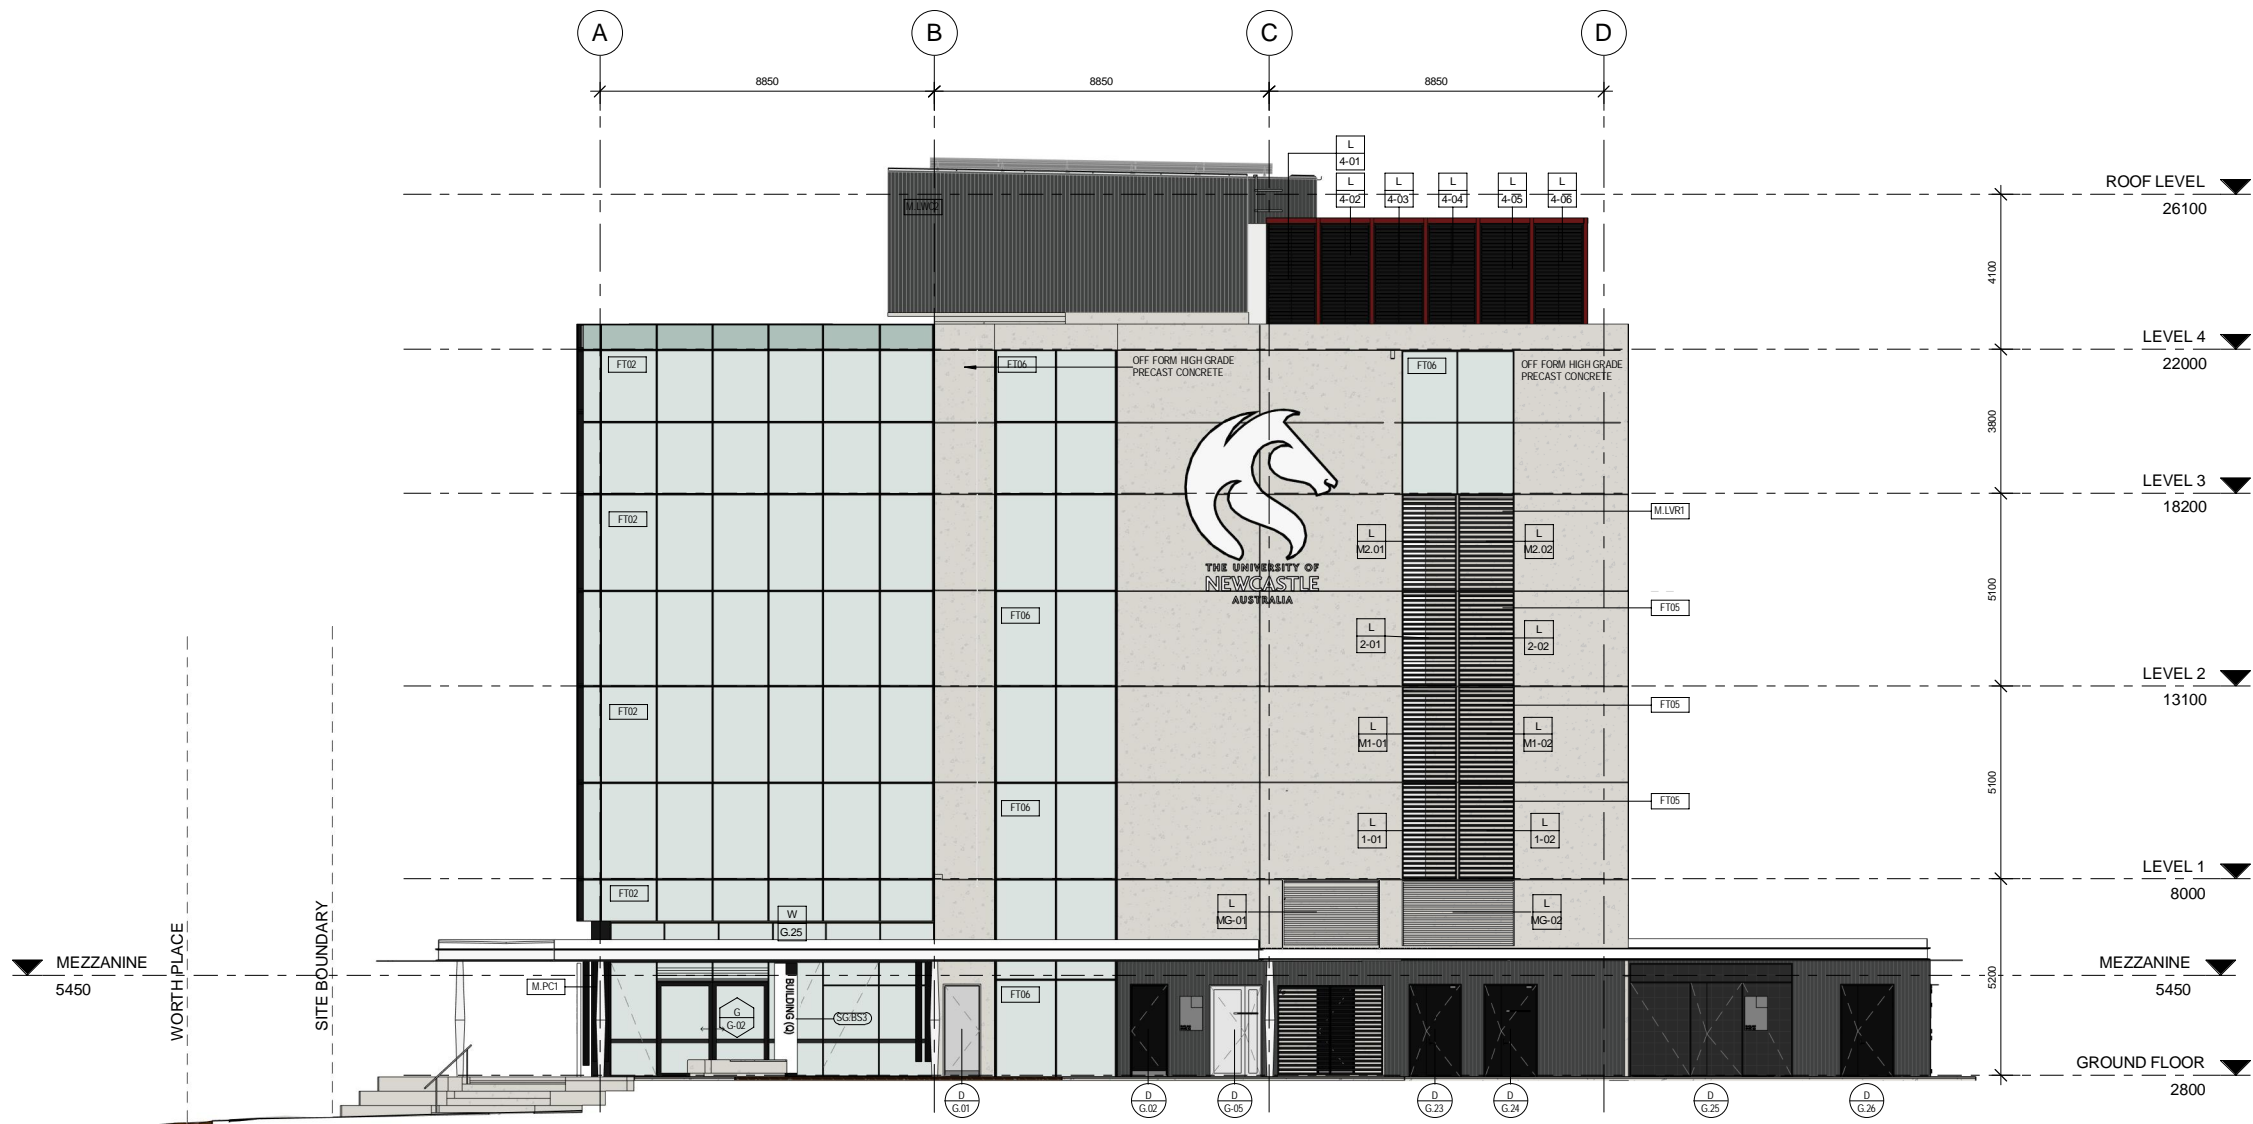 A
B
C
D
8850
8850
8850
L
4-01
L
4-02
L
4-03
L
4-04
L
4-05
L
4-06
ROOF LEVEL
26100
M.LWC2
4100
LEVEL 4
22000
FT02
FT06
OFF FORM HIGH GRADE
PRECAST CONCRETE
FT06
OFF FORM HIGH GRADE
PRECAST CONCRETE
3800
LEVEL 3
18200
FT02
M.LVR1
L
M2.01
L
M2.02
THE UNIVERSITY OF
NEWCASTLE
AUSTRALIA
5100
FT06
FT05
L
2-01
L
2-02
LEVEL 2
13100
FT02
FT05
L
M1-01
L
M1-02
5100
FT06
FT05
L
1-01
L
1-02
LEVEL 1
8000
FT02
W
G.25
L
MG-01
L
MG-02
WORTH PLACE
SITE BOUNDARY
MEZZANINE
5450
MEZZANINE
5450
5200
M.PC1
G
G-02
BUILDING (Q)
SG:BS3
FT06
GROUND FLOOR
2800
D
G.01
D
G.02
D
G-05
D
G.23
D
G.24
D
G.25
D
G.26